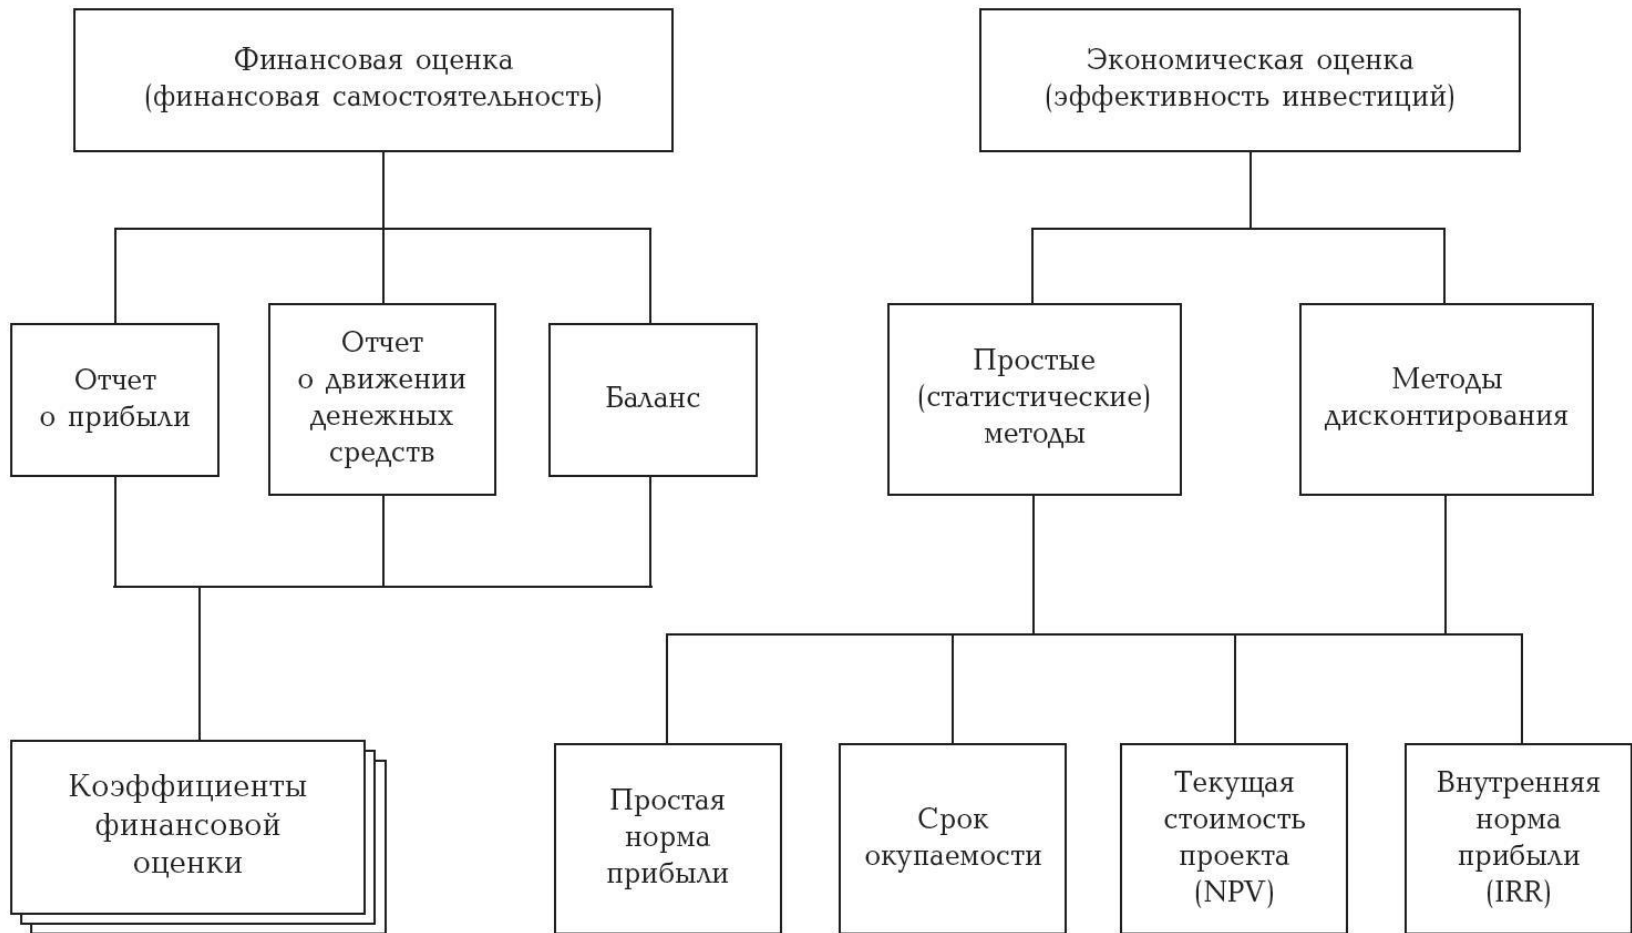 Финансовая оценка
(финансовая самостоятельность)
Экономическая оценка
(эффективность инвестиций)
Отчет
о прибыли
Отчет
о движении
денежных
средств
Баланс
Простые
(статистические)
методы
Методы
дисконтирования
Коэффициенты
финансовой
оценки
Простая
норма
прибыли
Срок
окупаемости
Текущая
стоимость
проекта
(NPV)
Внутренняя
норма
прибыли
(IRR)